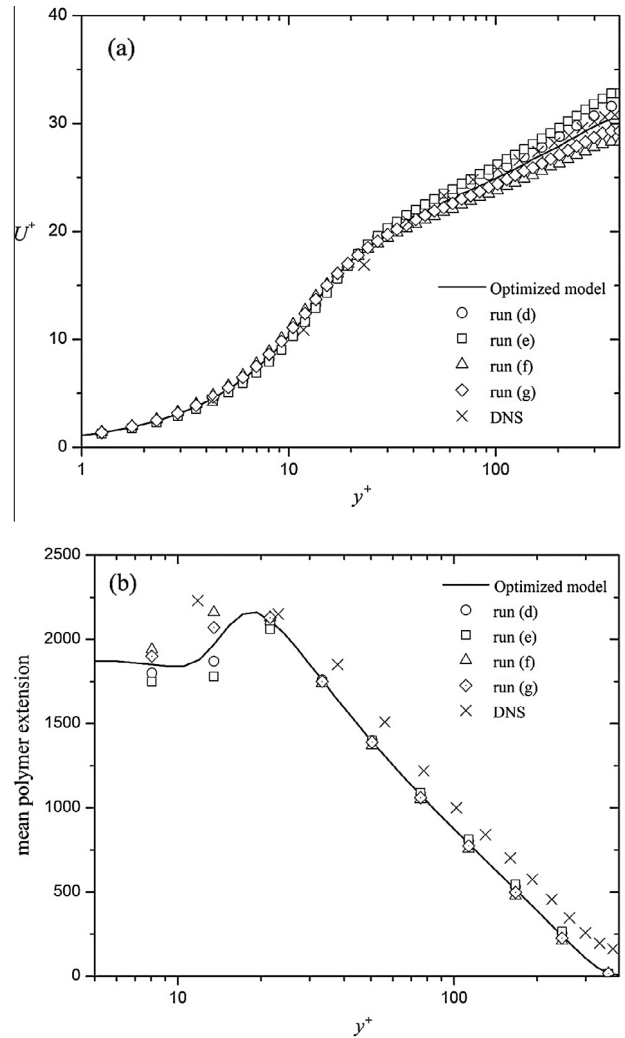 40
(a)
30
20
U+
Optimized model
run (d)
10
run (e)
run (f)
run (g)
DNS
0
1
10
100
y+
2500
(b)
Optimized model
run (d)
2000
run (e)
run (f)
run (g)
1500
DNS
mean polymer extension
1000
500
0
10
100
y+